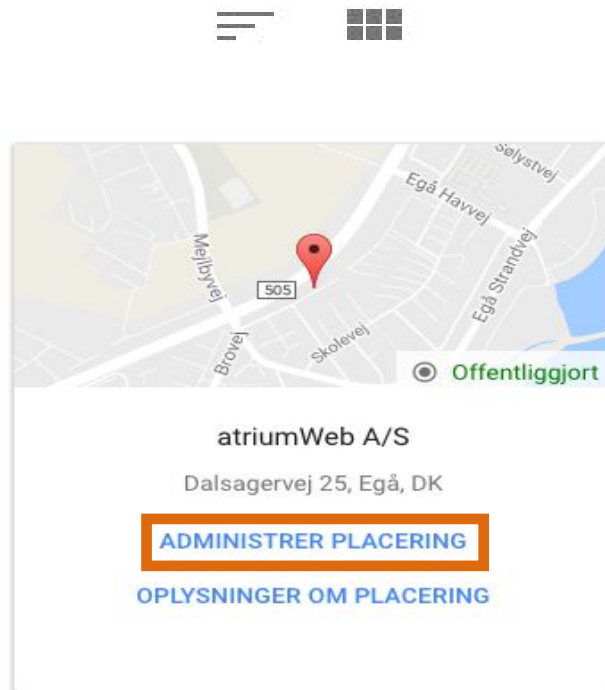 Sølystvej
Egå Havvej
Mejlbyvej
Egå Strandvej
505
Skolevej
Brovej
Offentliggjort
atriumWeb A/S
Dalsagervej 25, Egå, DK
ADMINISTRER PLACERING
OPLYSNINGER OM PLACERING